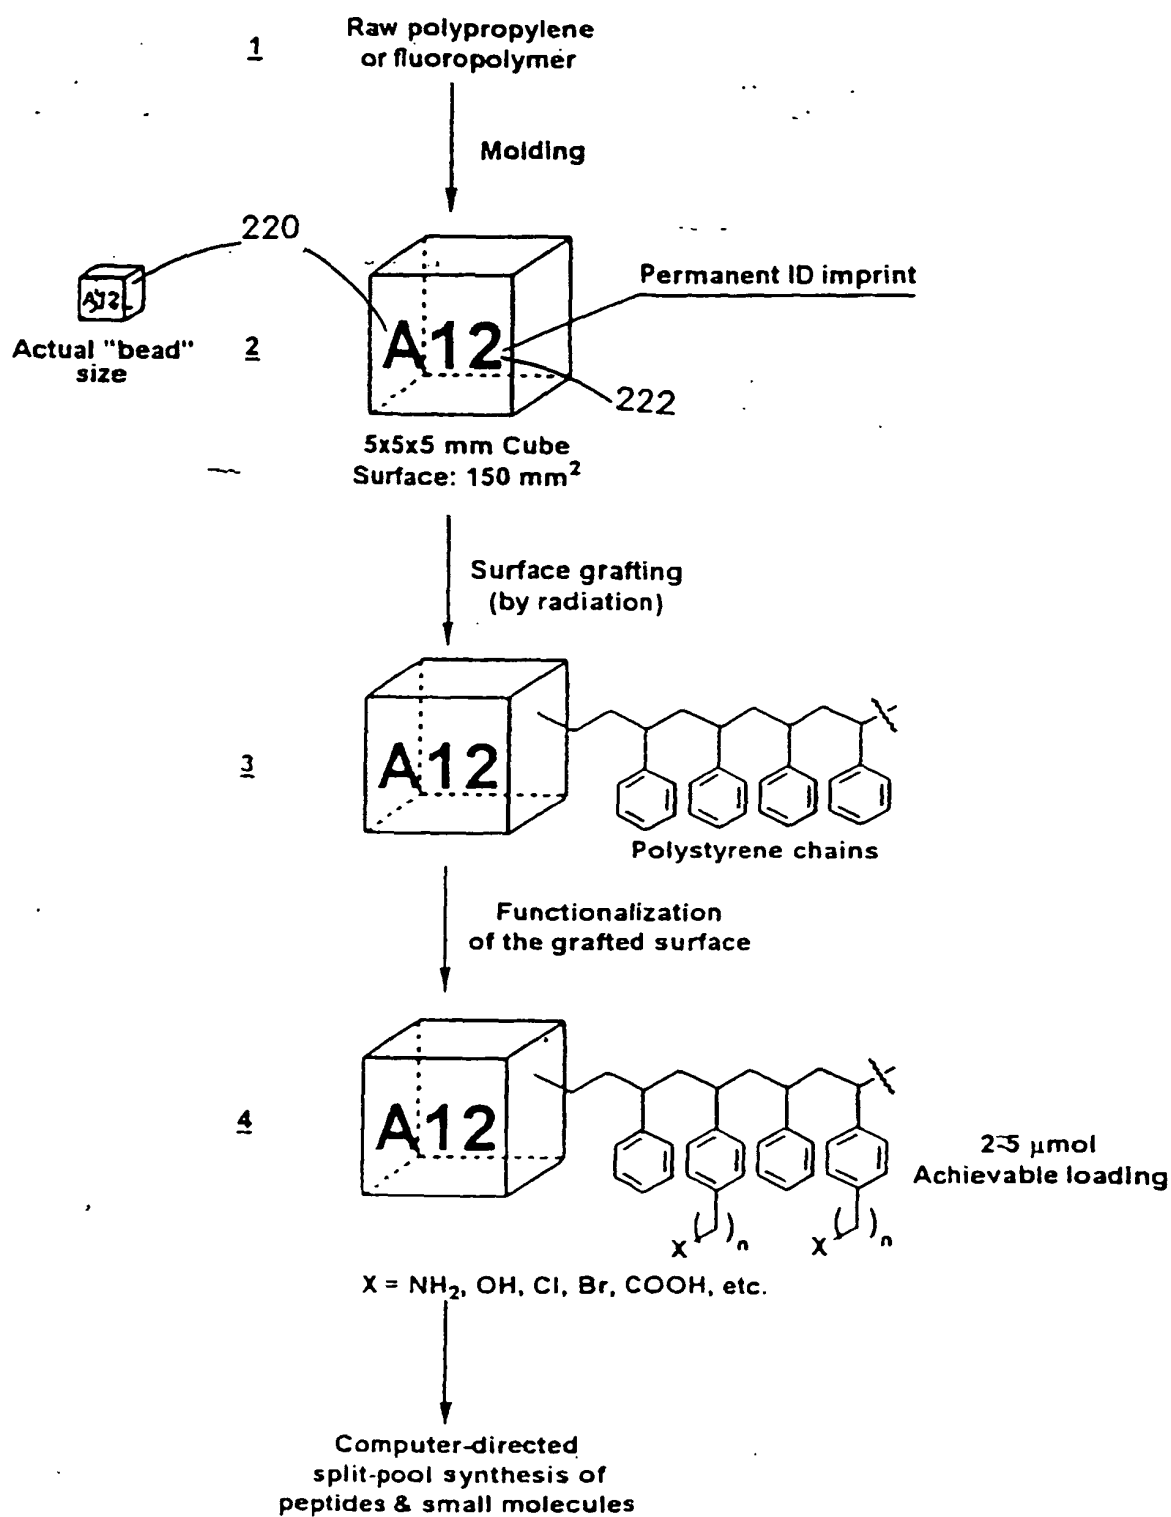 1
Raw polypropylene
or fluoropolymer
Molding
220
Permanent ID imprint
A12
Actual "bead"
size
2
A12
222
5x5x5 mm Cube
Surface: 150 mm²
Surface grafting
(by radiation)
3
A12
Polystyrene chains
Functionalization
of the grafted surface
4
A12
2-5 μmol
Achievable loading
X ( )n
X ( )n
X = NH₂, OH, Cl, Br, COOH, etc.
Computer-directed
split-pool synthesis of
peptides & small molecules